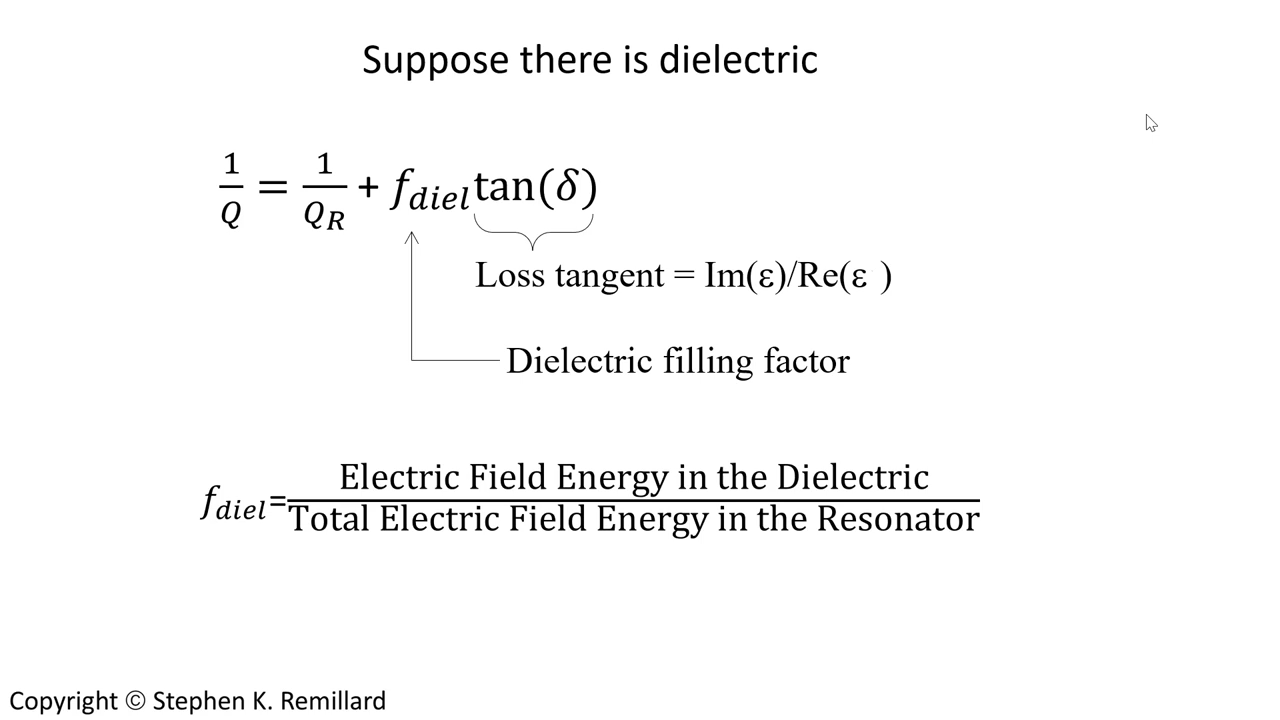 Suppose there is dielectric
1/Q = 1/Q_R + f_diel tan(δ)
Loss tangent = Im(ε)/Re(ε )
Dielectric filling factor
f_diel= Electric Field Energy in the Dielectric
Total Electric Field Energy in the Resonator
Copyright © Stephen K. Remillard